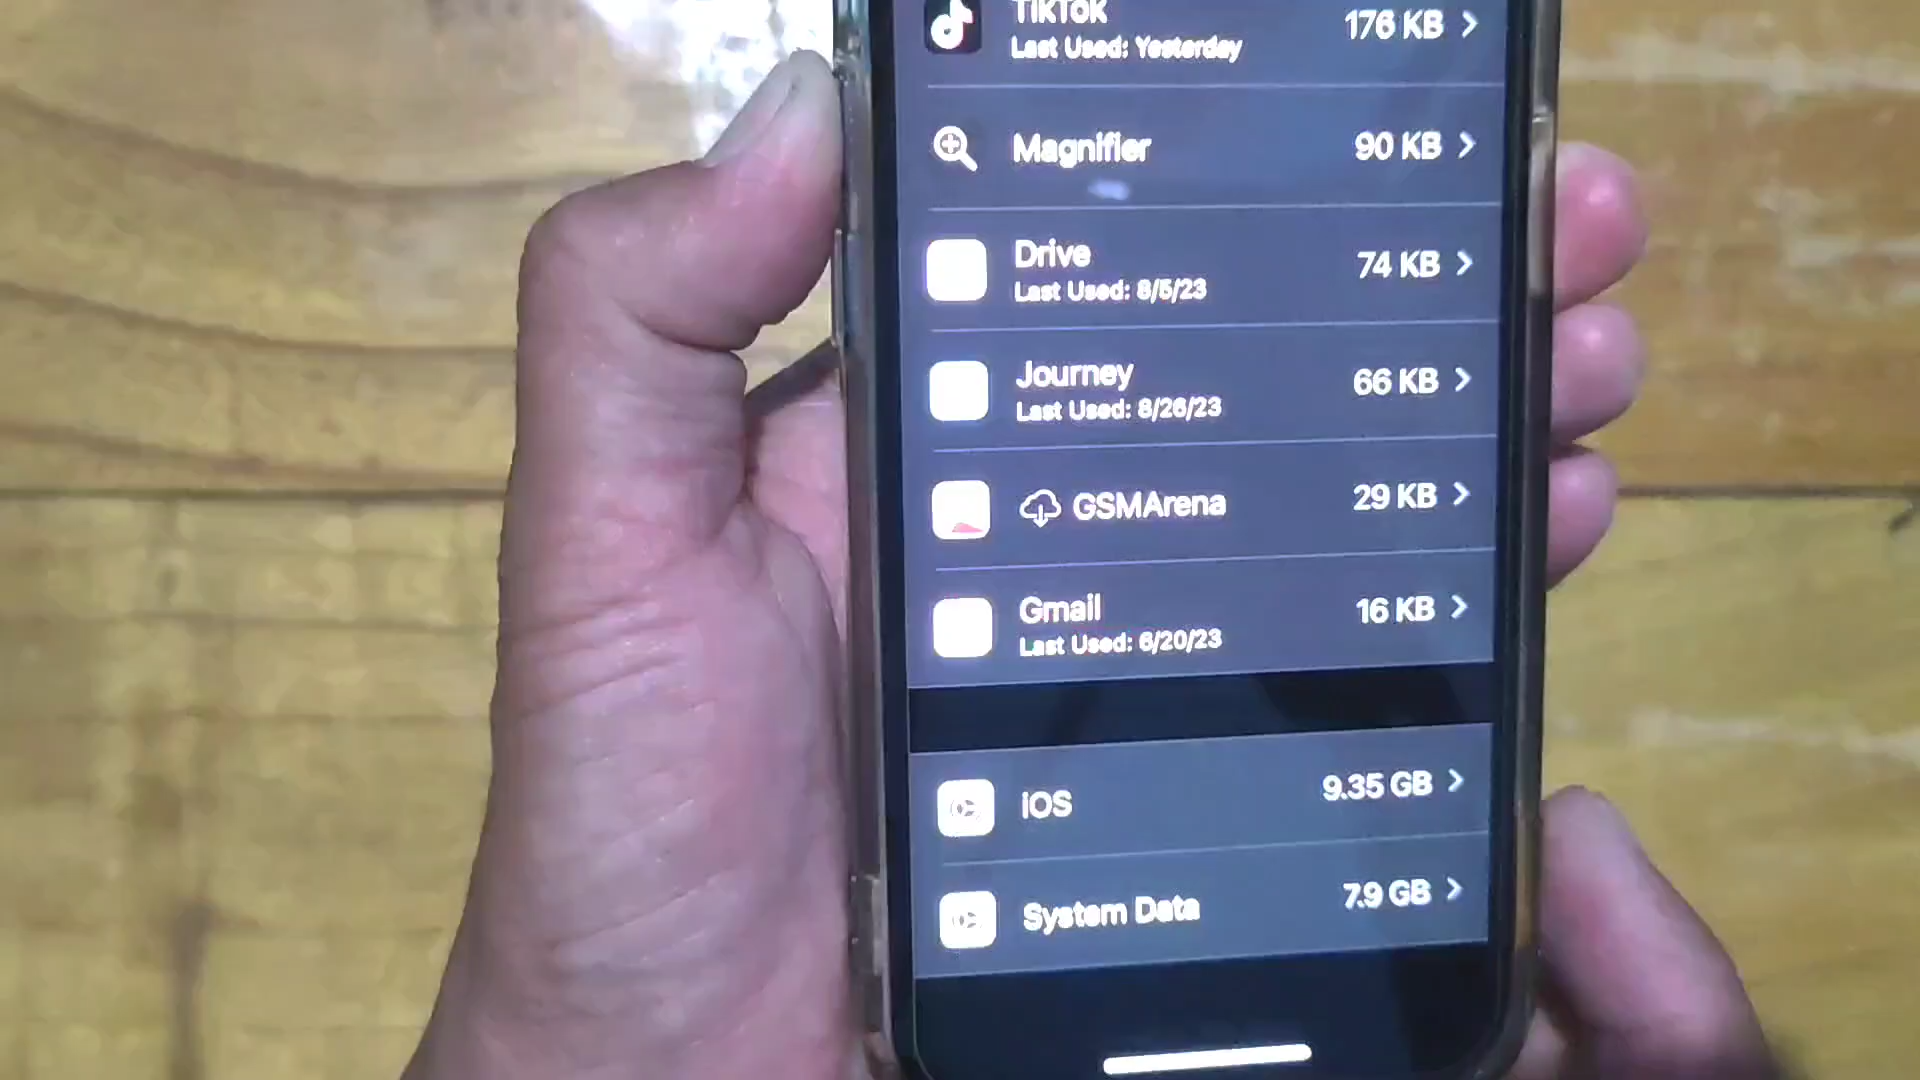 TikTok
176 KB
Last Used: Yesterday
Magnifier
90 KB
Drive
74 KB
Last Used: 8/5/23
Journey
66 KB
Last Used: 8/26/23
GSMArena
29 KB
Gmail
16 KB
Last Used: 6/20/23
iOS
9.35 GB
System Data
7.9 GB